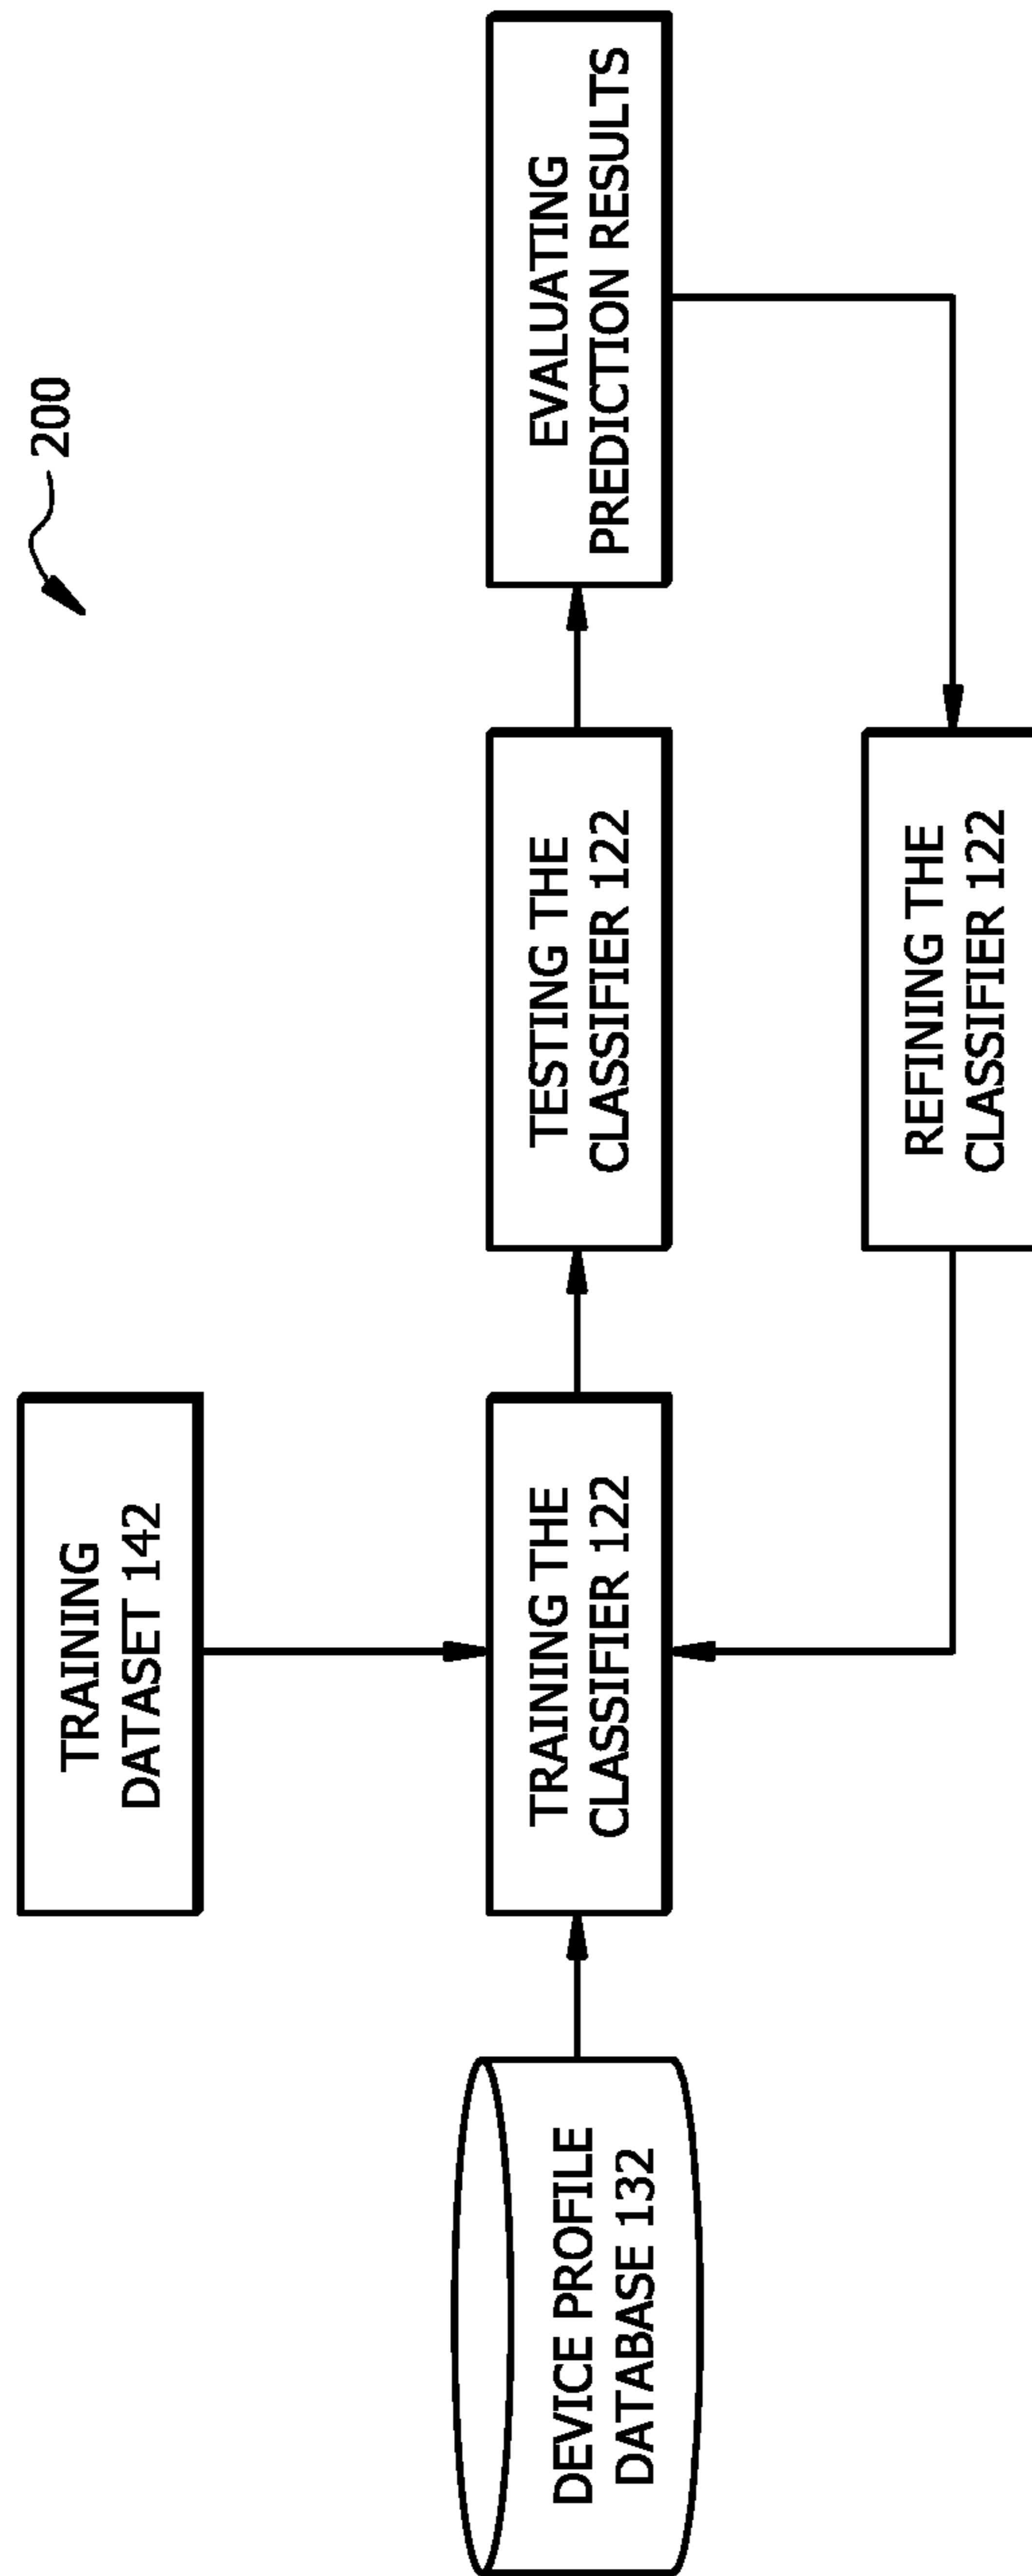 200
TRAINING
DATASET 142
DEVICE PROFILE
DATABASE 132
TRAINING THE
CLASSIFIER 122
TESTING THE
CLASSIFIER 122
EVALUATING
PREDICTION RESULTS
REFINING THE
CLASSIFIER 122